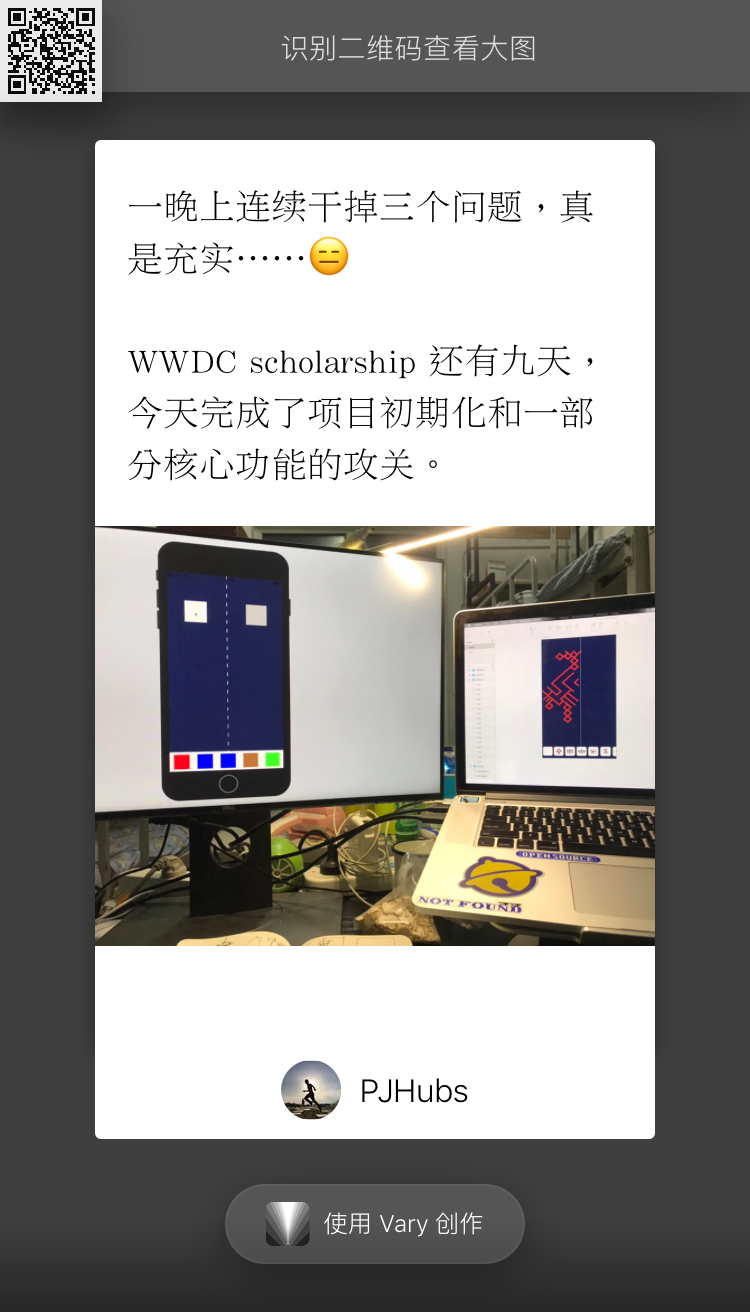 识别二维码查看大图
一晚上连续干掉三个问题，真
是充实……😑
WWDC scholarship 还有九天，
今天完成了项目初期化和一部
分核心功能的攻关。
OPEN SOURCE
NOT FOUND
PJHubs
使用 Vary 创作